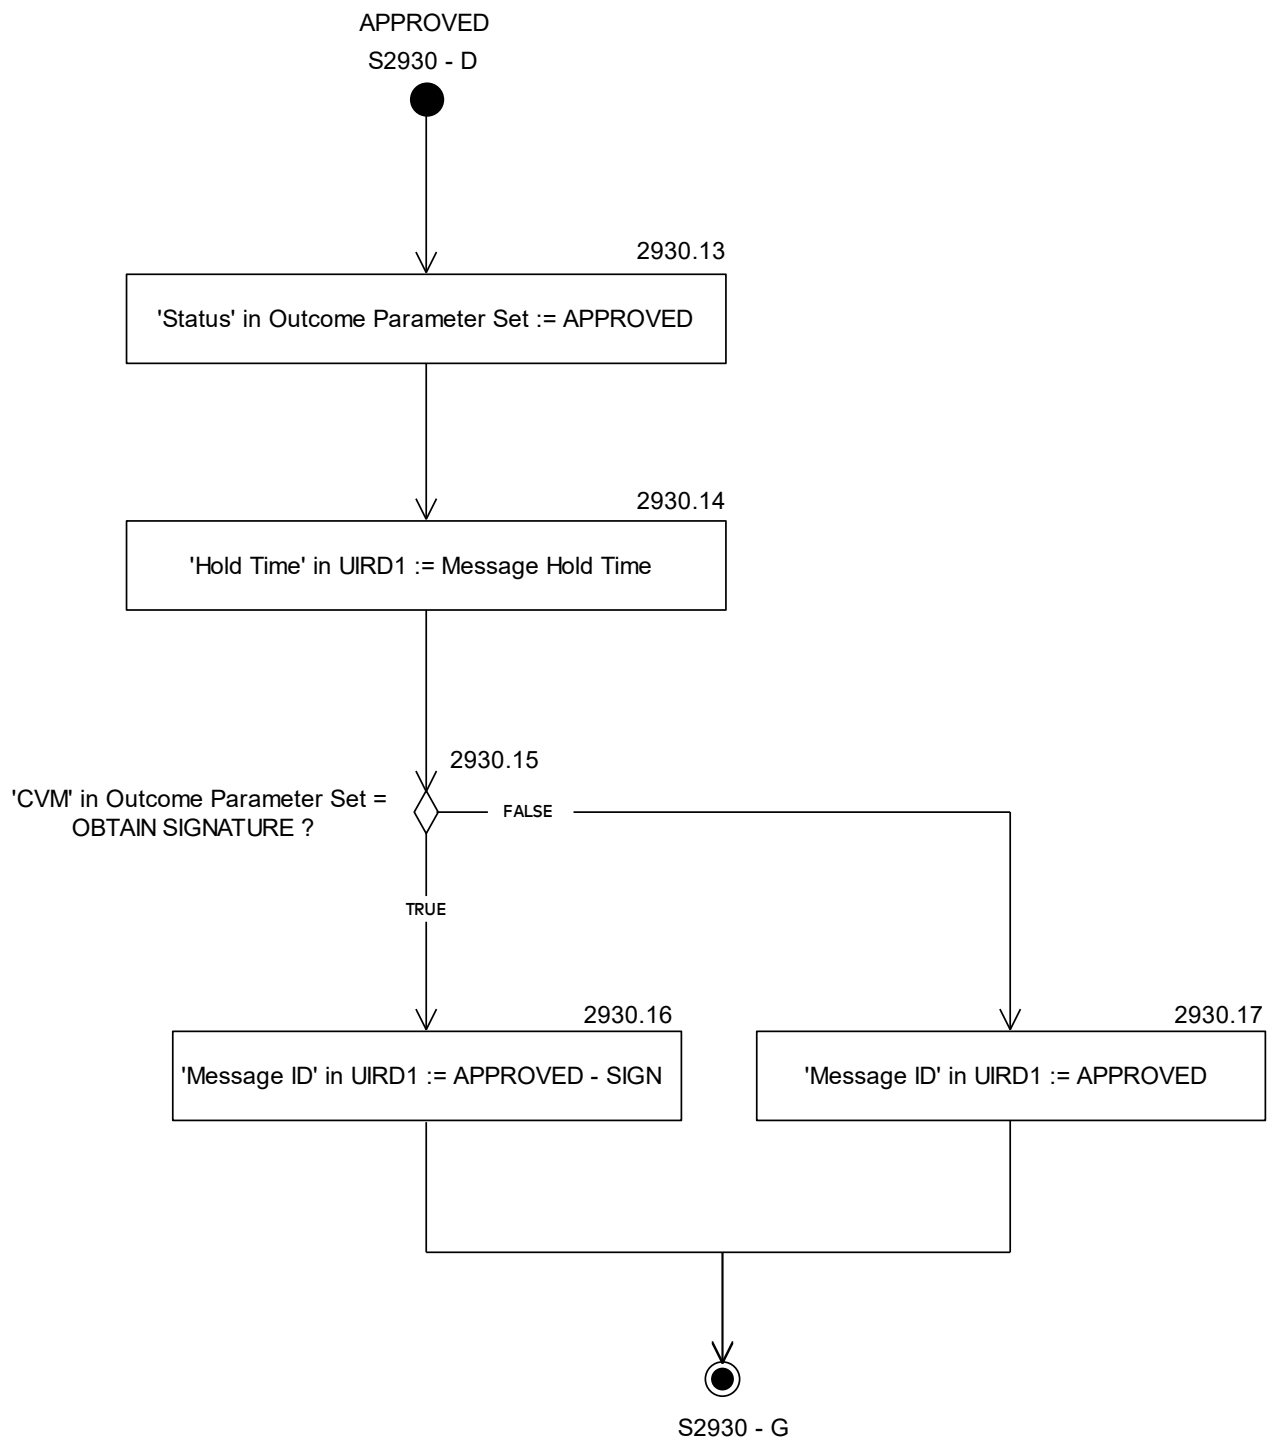 APPROVED
S2930 - D
2930.13
'Status' in Outcome Parameter Set := APPROVED
2930.14
'Hold Time' in UIRD1 := Message Hold Time
2930.15
'CVM' in Outcome Parameter Set =
OBTAIN SIGNATURE ?
FALSE
TRUE
2930.16
'Message ID' in UIRD1 := APPROVED - SIGN
2930.17
'Message ID' in UIRD1 := APPROVED
S2930 - G